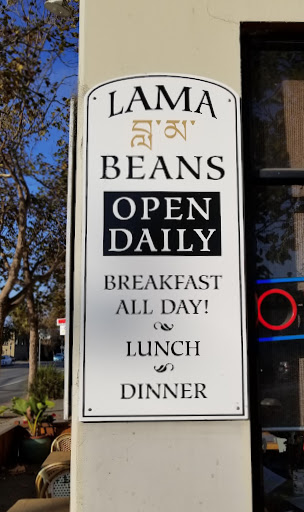 LAMA
བླ་མ་
BEANS
OPEN
DAILY
BREAKFAST
ALL DAY!
LUNCH
DINNER